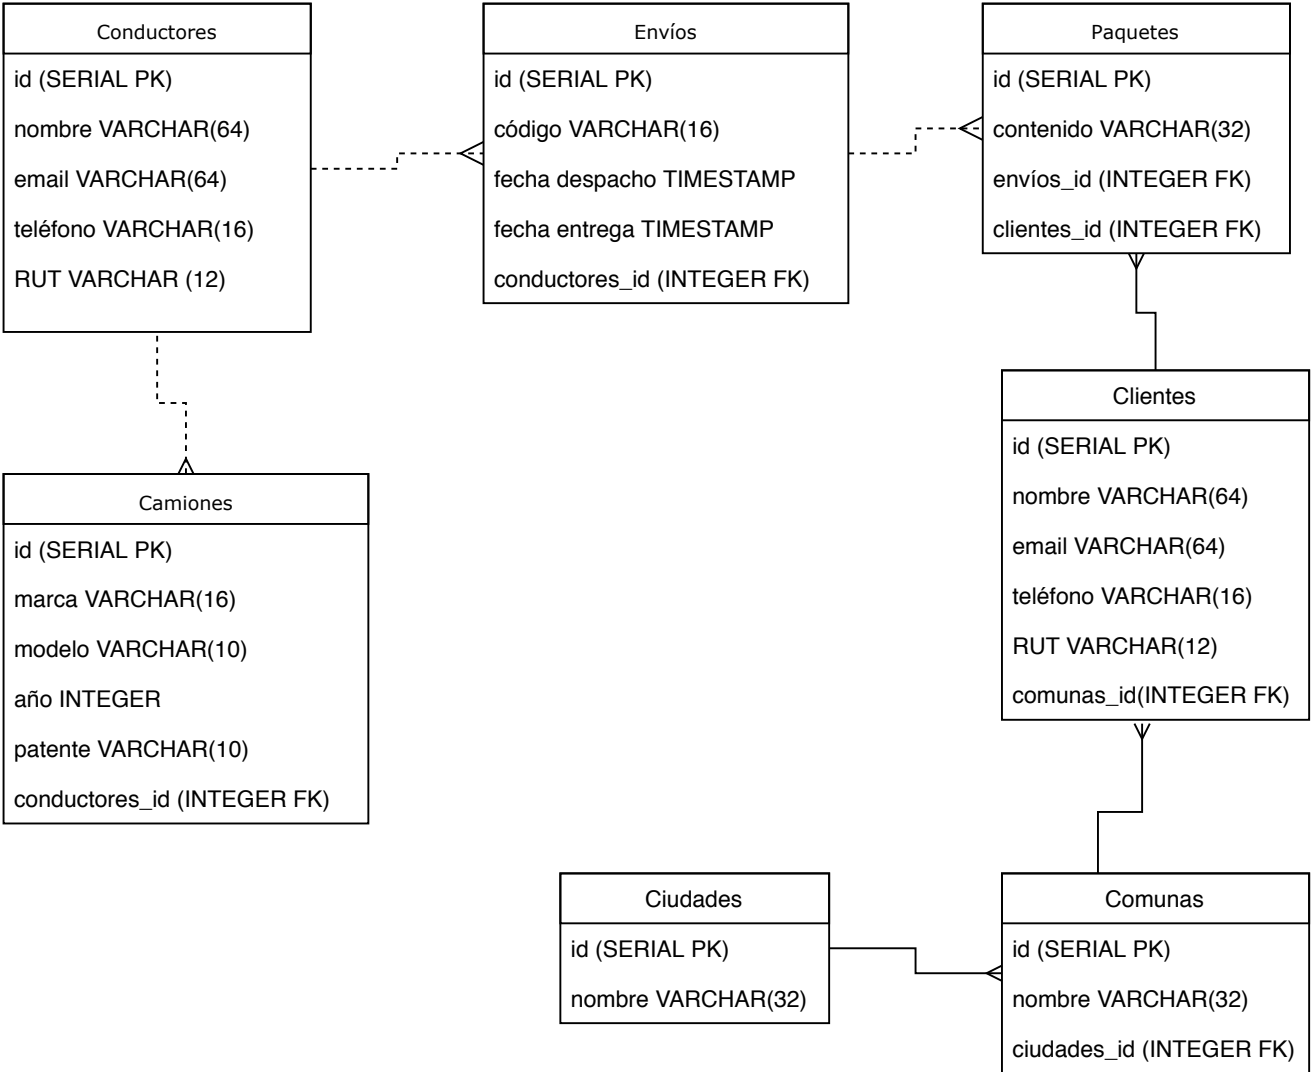 Conductores
id (SERIAL PK)
nombre VARCHAR(64)
email VARCHAR(64)
teléfono VARCHAR(16)
RUT VARCHAR (12)
Envíos
id (SERIAL PK)
código VARCHAR(16)
fecha despacho TIMESTAMP
fecha entrega TIMESTAMP
conductores_id (INTEGER FK)
Paquetes
id (SERIAL PK)
contenido VARCHAR(32)
envíos_id (INTEGER FK)
clientes_id (INTEGER FK)
Camiones
id (SERIAL PK)
marca VARCHAR(16)
modelo VARCHAR(10)
año INTEGER
patente VARCHAR(10)
conductores_id (INTEGER FK)
Clientes
id (SERIAL PK)
nombre VARCHAR(64)
email VARCHAR(64)
teléfono VARCHAR(16)
RUT VARCHAR(12)
comunas_id(INTEGER FK)
Ciudades
id (SERIAL PK)
nombre VARCHAR(32)
Comunas
id (SERIAL PK)
nombre VARCHAR(32)
ciudades_id (INTEGER FK)